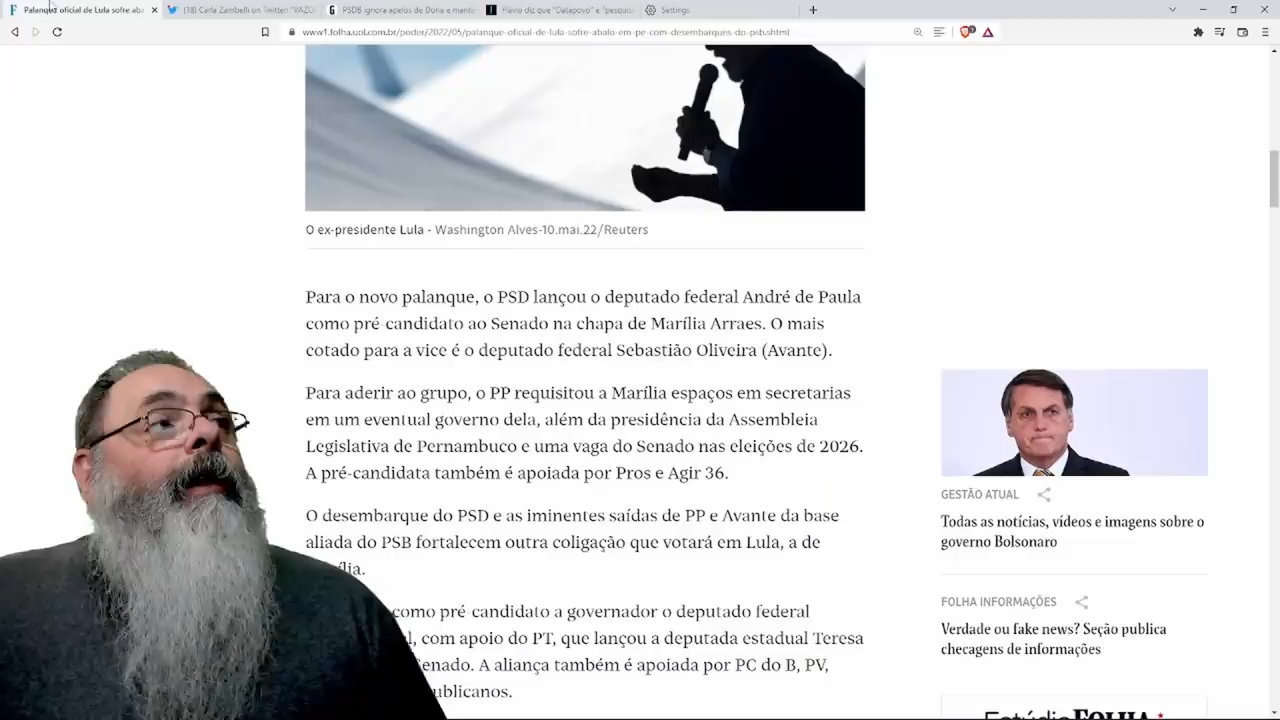 Palanque oficial de Lula sofre aba
(18) Carla Zambelli on Twitter: "VAZO
PSDB ignora apelos de Doria e manté
Flávio diz que "Datapovo" e "pesquis
Settings
www1.folha.uol.com.br/poder/2022/05/palanque-oficial-de-lula-sofre-abalo-em-pe-com-desembarques-do-psb.shtml
O ex-presidente Lula - Washington Alves-10.mai.22/Reuters
Para o novo palanque, o PSD lançou o deputado federal André de Paula
como pré-candidato ao Senado na chapa de Marília Arraes. O mais
cotado para a vice é o deputado federal Sebastião Oliveira (Avante).
Para aderir ao grupo, o PP requisitou a Marília espaços em secretarias
em um eventual governo dela, além da presidência da Assembleia
Legislativa de Pernambuco e uma vaga do Senado nas eleições de 2026.
A pré-candidata também é apoiada por Pros e Agir 36.
O desembarque do PSD e as iminentes saídas de PP e Avante da base
aliada do PSB fortalecem outra coligação que votará em Lula, a de
ília.
como pré-candidato a governador o deputado federal
l, com apoio do PT, que lançou a deputada estadual Teresa
Senado. A aliança também é apoiada por PC do B, PV,
ublicanos.
GESTÃO ATUAL
Todas as notícias, vídeos e imagens sobre o
governo Bolsonaro
FOLHA INFORMAÇÕES
Verdade ou fake news? Seção publica
checagens de informações
Estúdio FOLHA